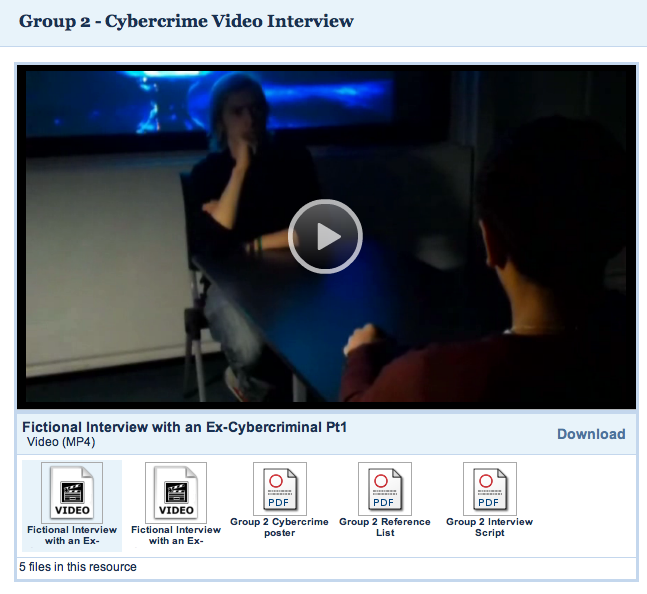 Group 2 - Cybercrime Video Interview
Fictional Interview with an Ex-Cybercriminal Pt1
Video (MP4)
Download
VIDEO
VIDEO
PDF
PDF
PDF
Fictional Interview
with an Ex-
Fictional Interview
with an Ex-
Group 2 Cybercrime
poster
Group 2 Reference
List
Group 2 Interview
Script
5 files in this resource